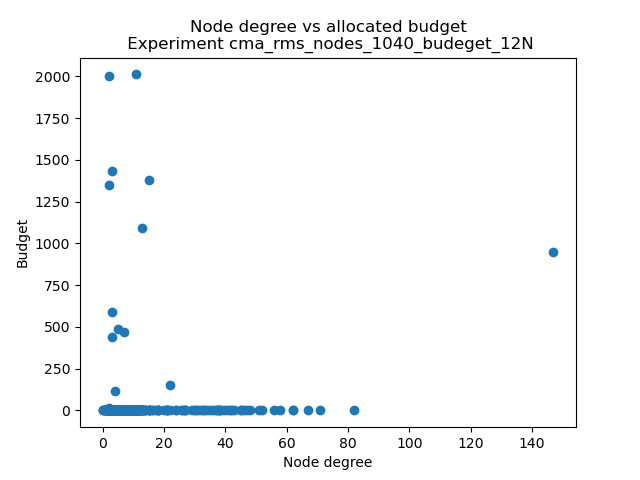 Node degree vs allocated budget
Experiment cma_rms_nodes_1040_budeget_12N
2000
1750
1500
1250
1000
750
500
250
0
Budget
0 20 40 60 80 100 120 140
Node degree